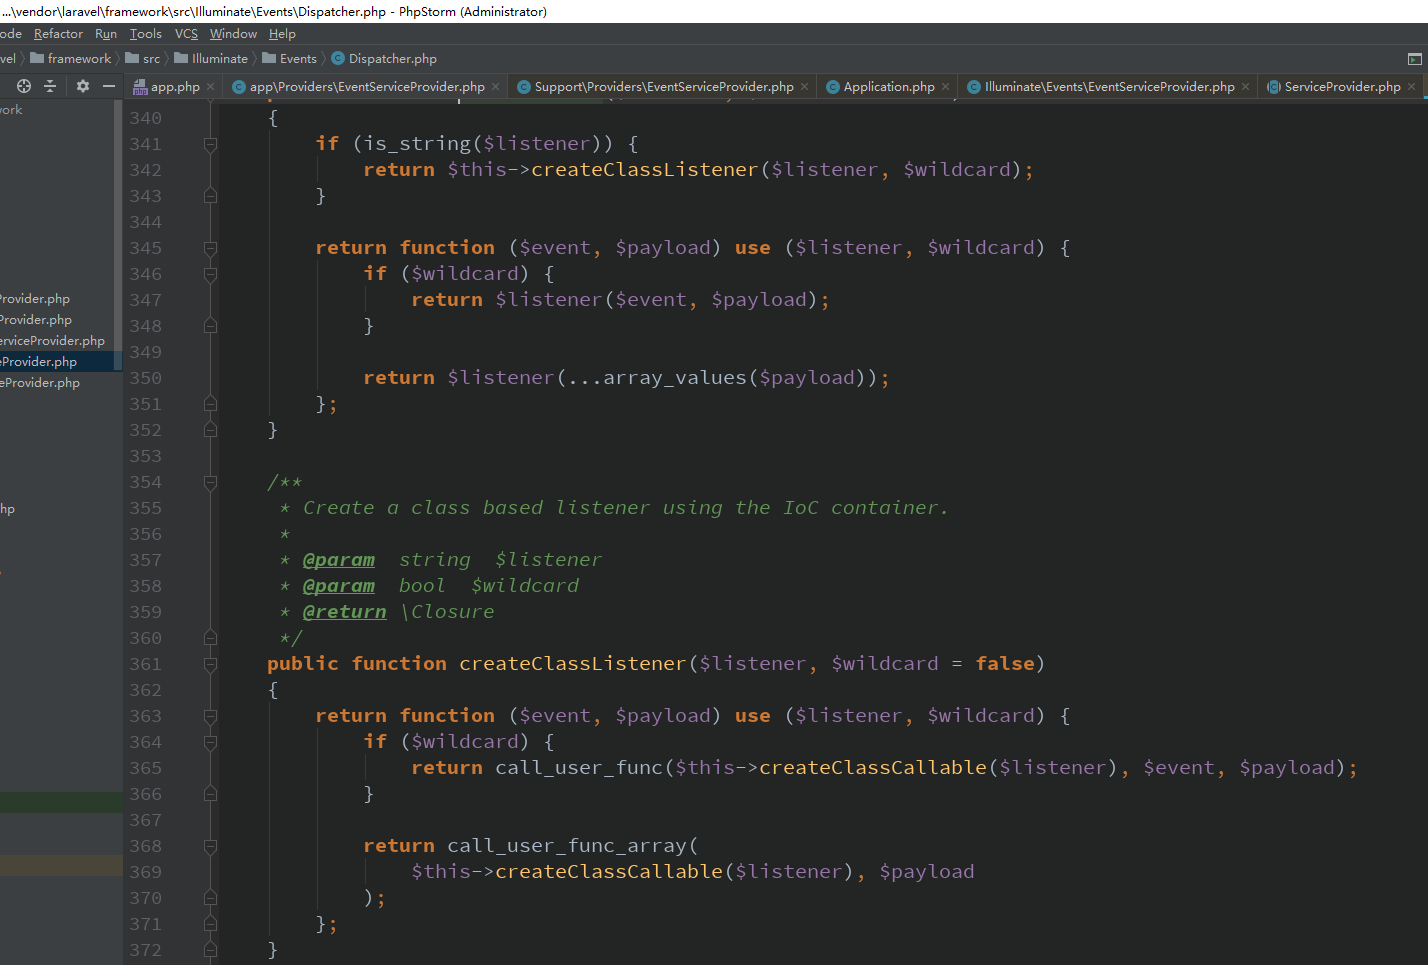 ...\vendor\laravel\framework\src\Illuminate\Events\Dispatcher.php - PhpStorm (Administrator)
ode Refactor Run Tools VCS Window Help
vel framework src Illuminate Events Dispatcher.php
app.php app\Providers\EventServiceProvider.php Support\Providers\EventServiceProvider.php Application.php Illuminate\Events\EventServiceProvider.php ServiceProvider.php
work
Provider.php
Provider.php
erviceProvider.php
eProvider.php
eProvider.php
hp
340 {
341 if (is_string($listener)) {
342 return $this->createClassListener($listener, $wildcard);
343 }
344
345 return function ($event, $payload) use ($listener, $wildcard) {
346 if ($wildcard) {
347 return $listener($event, $payload);
348 }
349
350 return $listener(...array_values($payload));
351 };
352 }
353
354 /**
355 * Create a class based listener using the IoC container.
356 *
357 * @param string $listener
358 * @param bool $wildcard
359 * @return \Closure
360 */
361 public function createClassListener($listener, $wildcard = false)
362 {
363 return function ($event, $payload) use ($listener, $wildcard) {
364 if ($wildcard) {
365 return call_user_func($this->createClassCallable($listener), $event, $payload);
366 }
367
368 return call_user_func_array(
369 $this->createClassCallable($listener), $payload
370 );
371 };
372 }